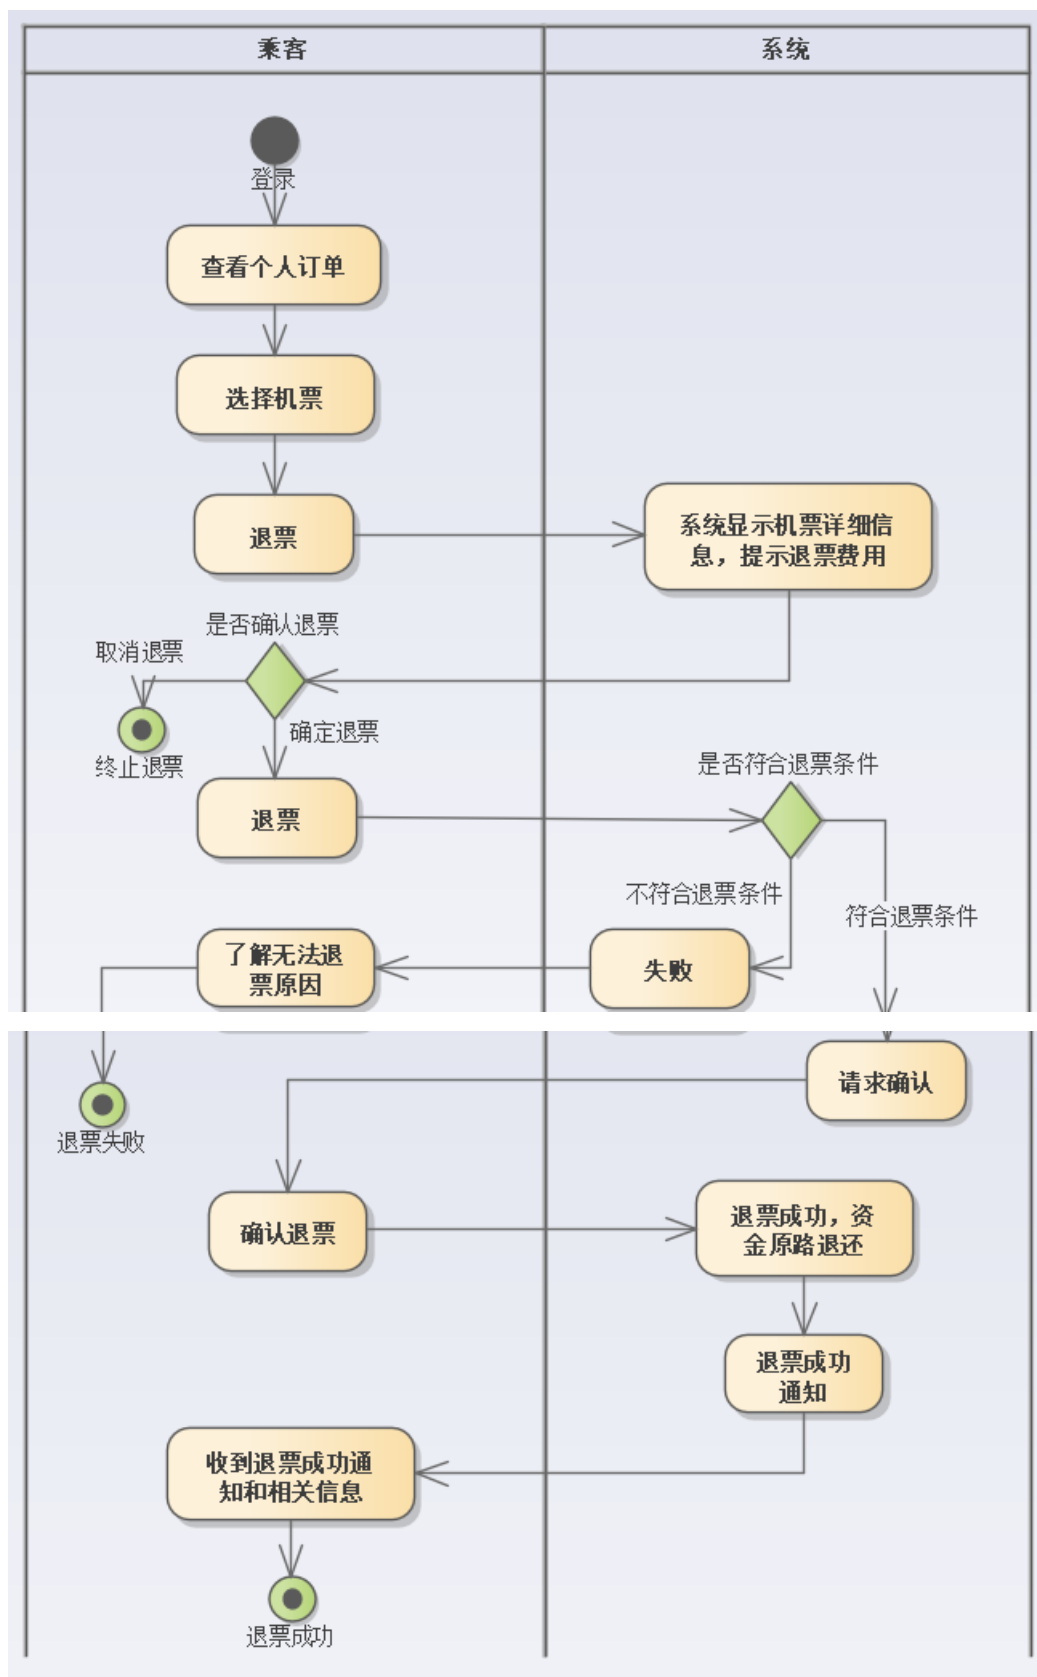 乘客
系统
登录
查看个人订单
选择机票
退票
系统显示机票详细信
息，提示退票费用
是否确认退票
取消退票
确定退票
终止退票
退票
是否符合退票条件
不符合退票条件
符合退票条件
了解无法退
票原因
失败
请求确认
退票失败
确认退票
退票成功，资
金原路退还
退票成功
通知
收到退票成功通
知和相关信息
退票成功